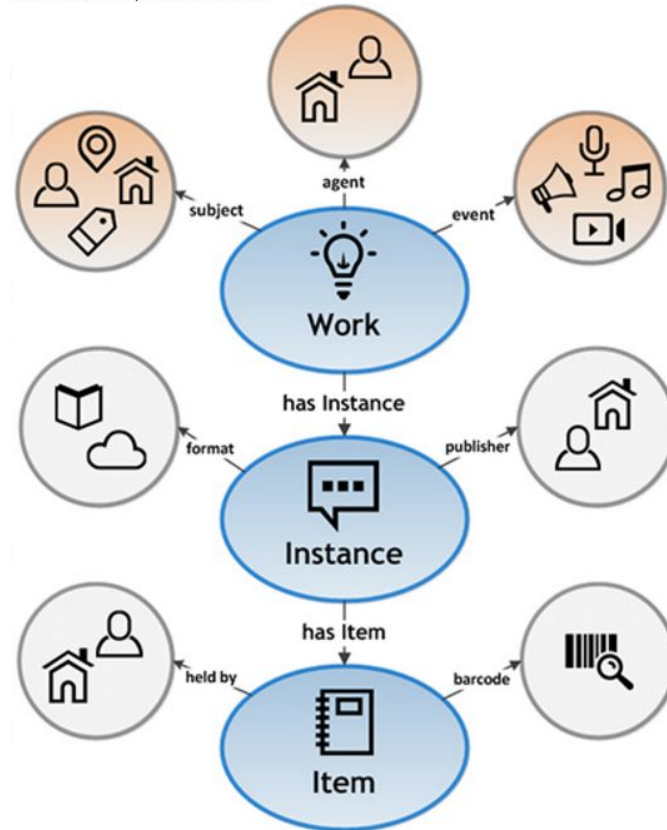 agent
subject
event
Work
has Instance
format
publisher
Instance
has Item
held by
barcode
Item